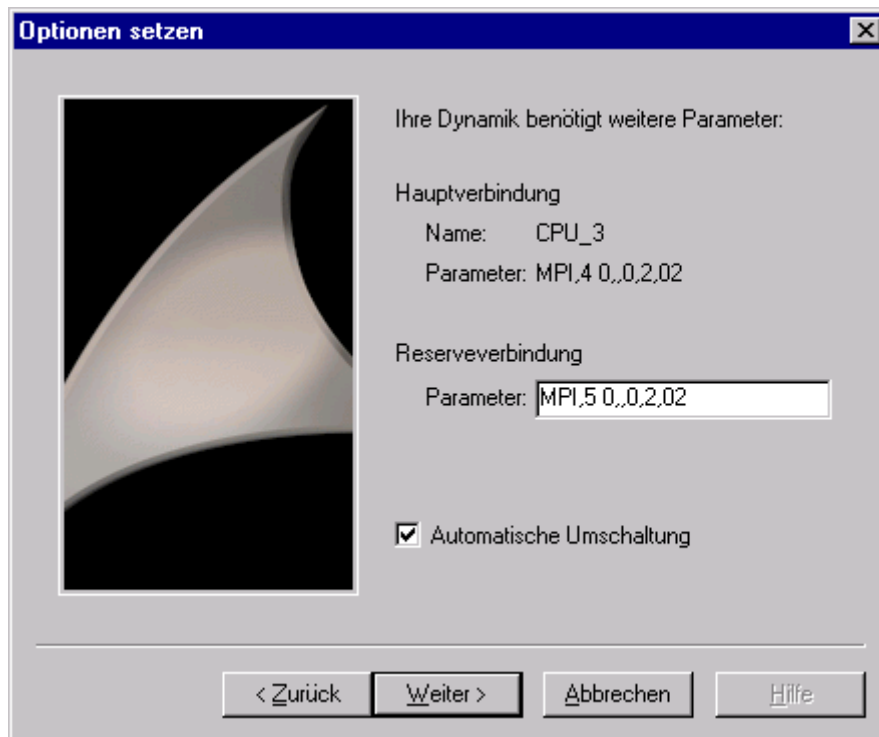 Optionen setzen
Ihre Dynamik benötigt weitere Parameter:
Hauptverbindung
Name: CPU_3
Parameter: MPI,4 0,,0,2,02
Reserveverbindung
Parameter: MPI,5 0,,0,2,02
Automatische Umschaltung
< Zurück Weiter > Abbrechen Hilfe